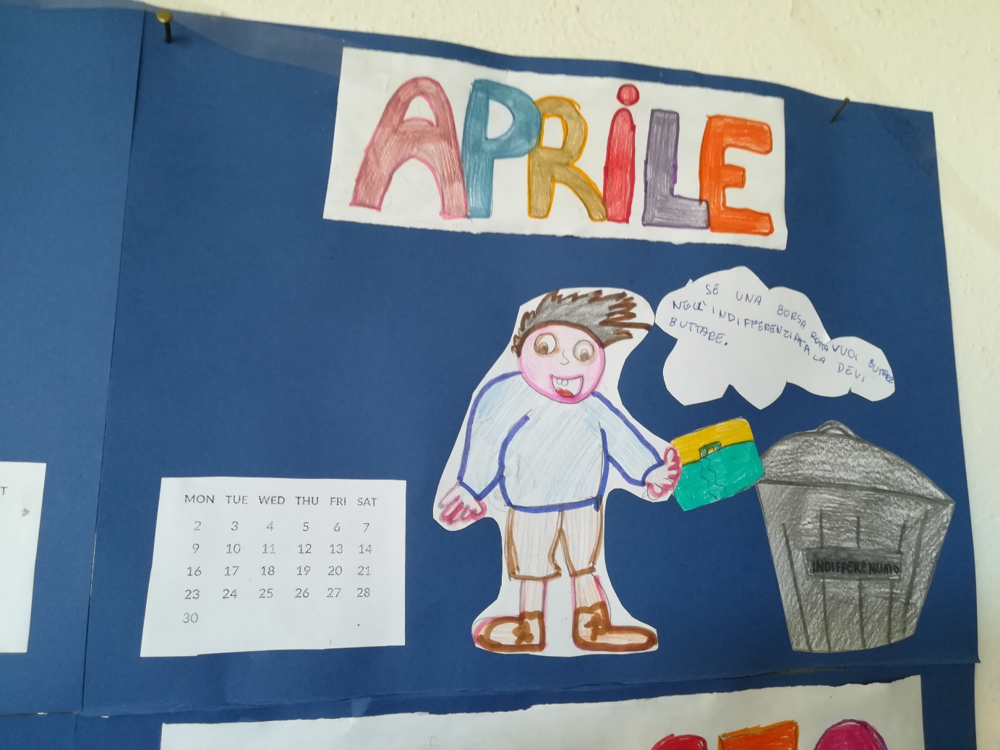 APRiLE
SE UNA BORSA ROTTA VUOI BUTTARE
NELL'INDIFFERENZIATA LA DEVI
BUTTARE.
T
MON TUE WED THU FRI SAT
2 3 4 5 6 7
9 10 11 12 13 14
16 17 18 19 20 21
23 24 25 26 27 28
30